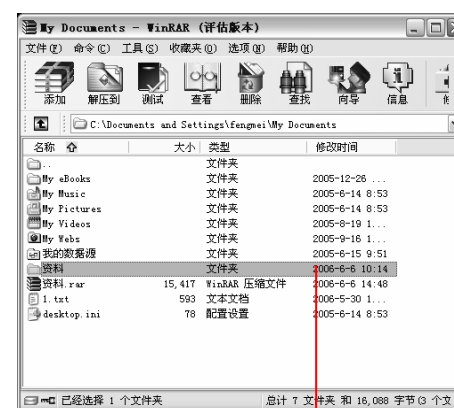 My Documents - WinRAR (评估版本)
文件(F) 命令(C) 工具(S) 收藏夹(O) 选项(N) 帮助(H)
添加 解压到 测试 查看 删除 查找 向导 信息
C:\Documents and Settings\fengmei\My Documents
名称 大小 类型 修改时间
.. 文件夹
My eBooks 文件夹 2005-12-26 ...
My Music 文件夹 2005-6-14 8:53
My Pictures 文件夹 2005-6-14 8:53
My Videos 文件夹 2005-8-19 1...
My Webs 文件夹 2005-9-16 1...
我的数据源 文件夹 2005-6-15 9:51
资料 文件夹 2006-6-6 10:14
资料.rar 15,417 WinRAR 压缩文件 2006-6-6 14:48
1.txt 593 文本文档 2006-5-30 1...
desktop.ini 78 配置设置 2005-6-14 8:53
已经选择 1 个文件夹 总计 7 文件夹 和 16,088 字节(3 个文